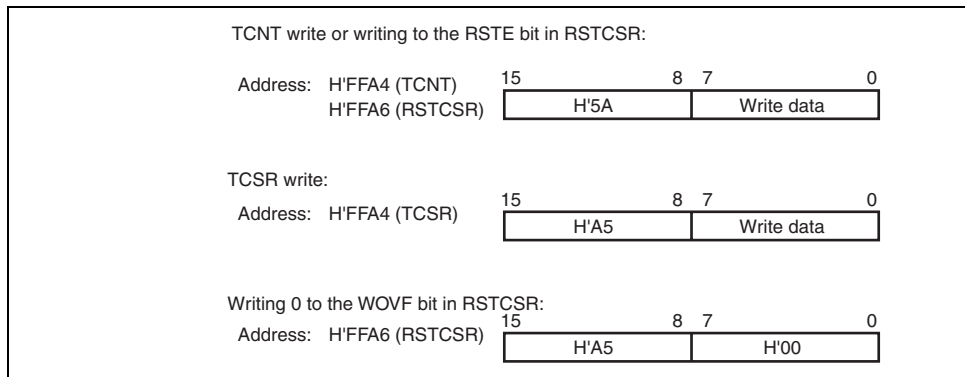 TCNT write or writing to the RSTE bit in RSTCSR:
15 8 7 0
Address: H'FFA4 (TCNT)
H'FFA6 (RSTCSR) H'5A Write data
TCSR write:
15 8 7 0
Address: H'FFA4 (TCSR) H'A5 Write data
Writing 0 to the WOVF bit in RSTCSR:
15 8 7 0
Address: H'FFA6 (RSTCSR) H'A5 H'00